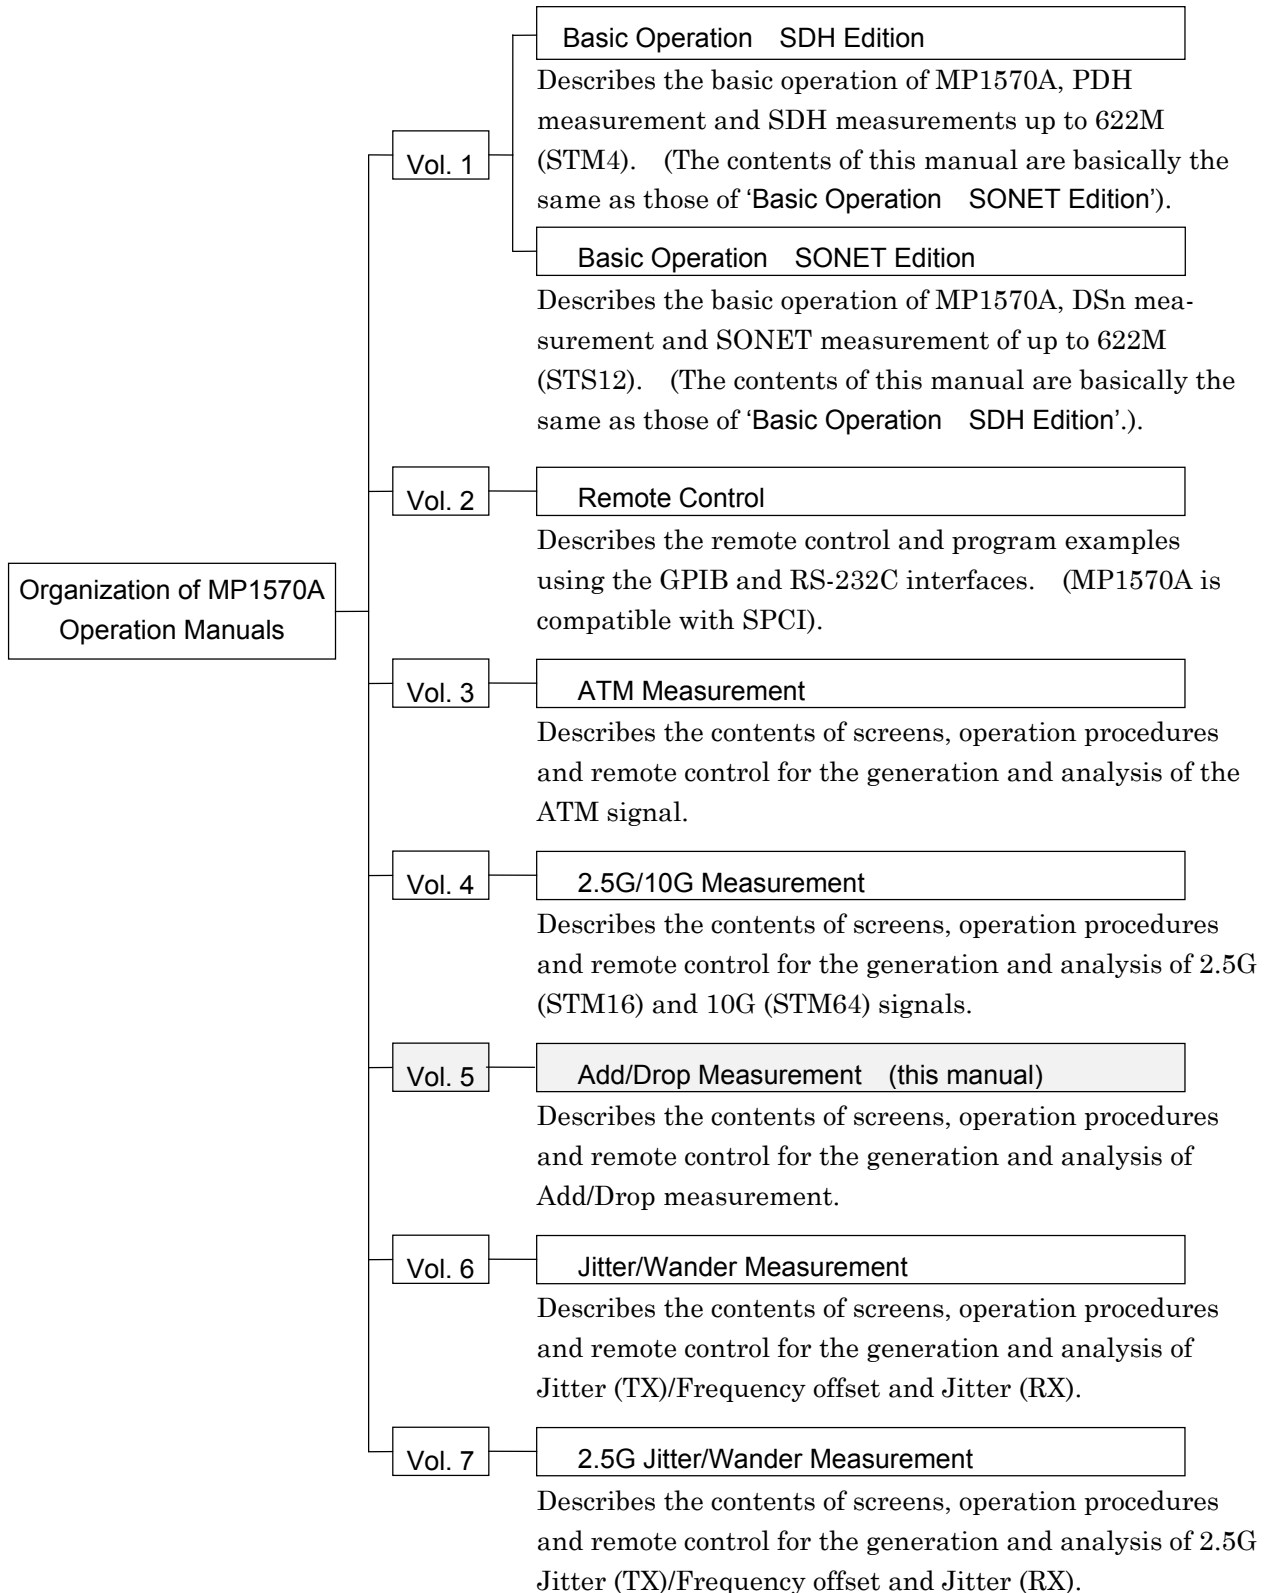 Basic Operation SDH Edition
Describes the basic operation of MP1570A, PDH
measurement and SDH measurements up to 622M
(STM4). (The contents of this manual are basically the
same as those of ‘Basic Operation SONET Edition’).
Vol. 1
Basic Operation SONET Edition
Describes the basic operation of MP1570A, DSn mea-
surement and SONET measurement of up to 622M
(STS12). (The contents of this manual are basically the
same as those of ‘Basic Operation SDH Edition’.).
Vol. 2
Remote Control
Describes the remote control and program examples
using the GPIB and RS-232C interfaces. (MP1570A is
compatible with SPCI).
Organization of MP1570A
Operation Manuals
Vol. 3
ATM Measurement
Describes the contents of screens, operation procedures
and remote control for the generation and analysis of the
ATM signal.
Vol. 4
2.5G/10G Measurement
Describes the contents of screens, operation procedures
and remote control for the generation and analysis of 2.5G
(STM16) and 10G (STM64) signals.
Vol. 5
Add/Drop Measurement (this manual)
Describes the contents of screens, operation procedures
and remote control for the generation and analysis of
Add/Drop measurement.
Vol. 6
Jitter/Wander Measurement
Describes the contents of screens, operation procedures
and remote control for the generation and analysis of
Jitter (TX)/Frequency offset and Jitter (RX).
Vol. 7
2.5G Jitter/Wander Measurement
Describes the contents of screens, operation procedures
and remote control for the generation and analysis of 2.5G
Jitter (TX)/Frequency offset and Jitter (RX).